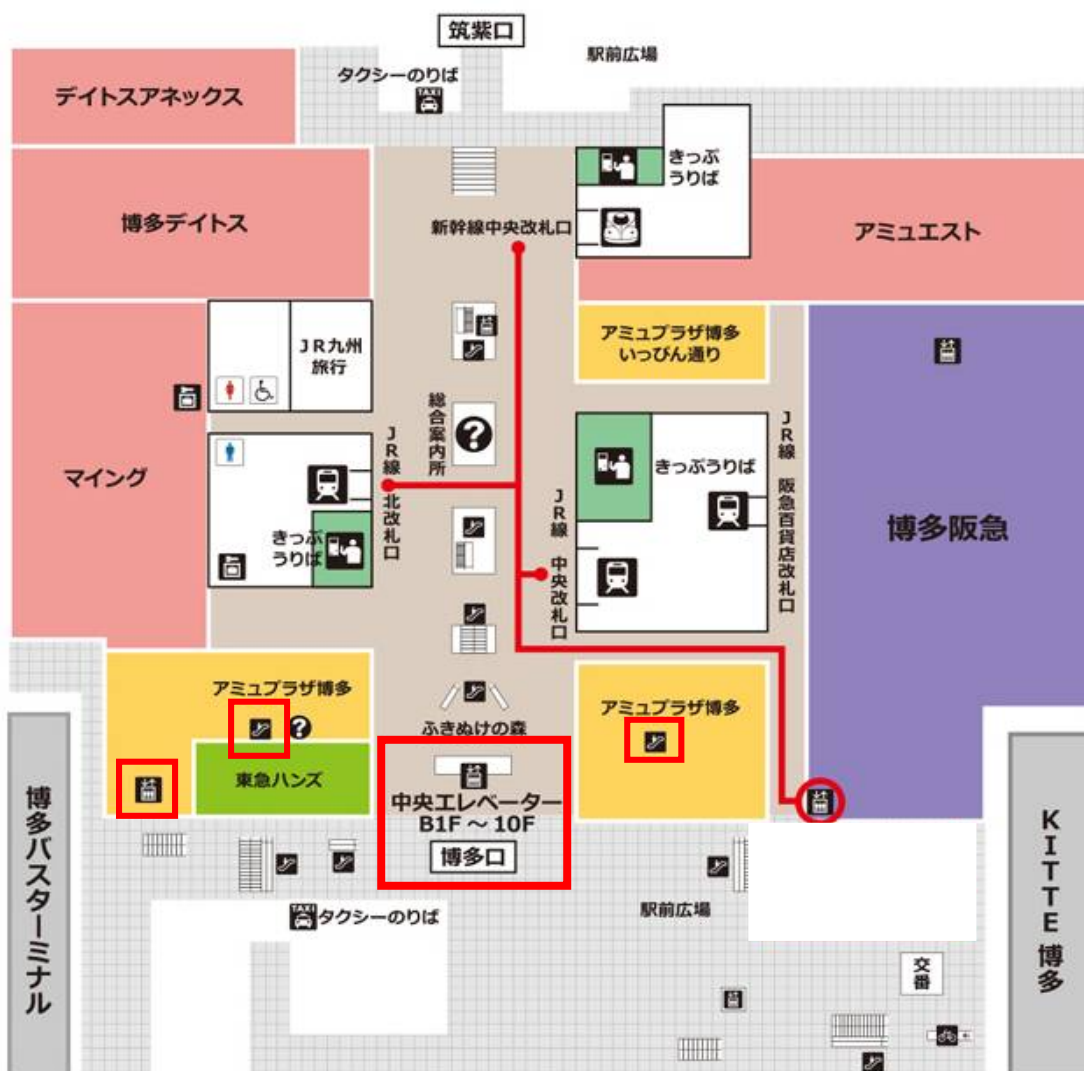 筑紫口
駅前広場
タクシーのりば
TAXI
デイトスアネックス
きっぷ
うりば
博多デイトス
新幹線中央改札口
アミュエスト
アミュプラザ博多
いっぴん通り
JR九州
旅行
総合案内所
?
JR線 北改札口
きっぷうりば
JR線 阪急百貨店改札口
マイング
JR線 中央改札口
博多阪急
きっぷ
うりば
アミュプラザ博多
?
アミュプラザ博多
ふきぬけの森
東急ハンズ
中央エレベーター
B1F ~ 10F
博多口
博多バスターミナル
KITTE 博多
TAXI
タクシーのりば
駅前広場
交番